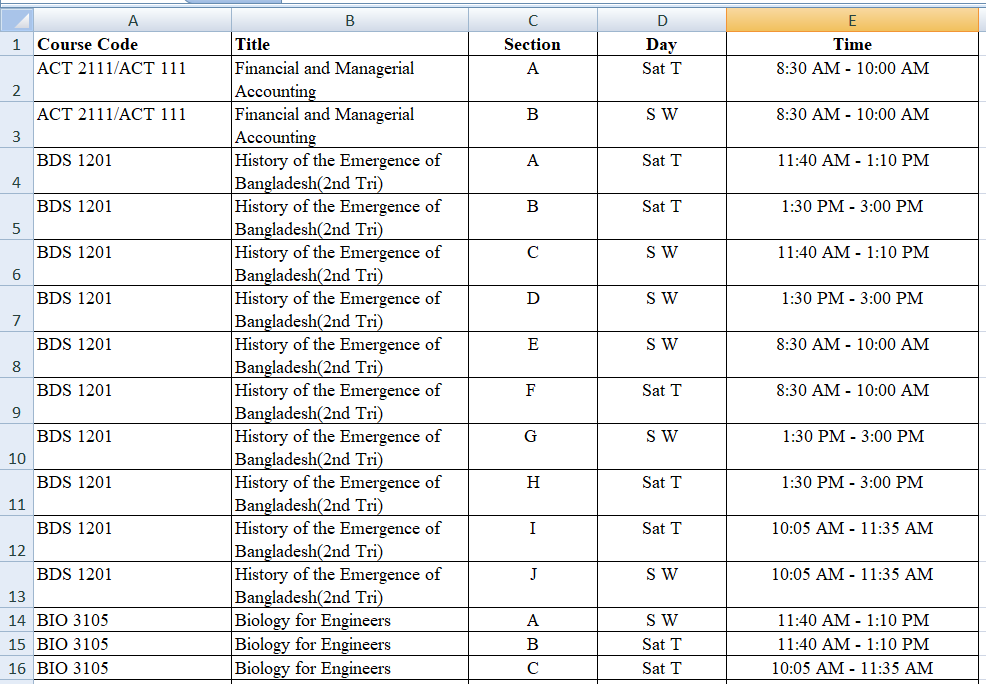 A B C D E
1 Course Code Title Section Day Time
2 ACT 2111/ACT 111 Financial and Managerial Accounting A Sat T 8:30 AM - 10:00 AM
3 ACT 2111/ACT 111 Financial and Managerial Accounting B S W 8:30 AM - 10:00 AM
4 BDS 1201 History of the Emergence of Bangladesh(2nd Tri) A Sat T 11:40 AM - 1:10 PM
5 BDS 1201 History of the Emergence of Bangladesh(2nd Tri) B Sat T 1:30 PM - 3:00 PM
6 BDS 1201 History of the Emergence of Bangladesh(2nd Tri) C S W 11:40 AM - 1:10 PM
7 BDS 1201 History of the Emergence of Bangladesh(2nd Tri) D S W 1:30 PM - 3:00 PM
8 BDS 1201 History of the Emergence of Bangladesh(2nd Tri) E S W 8:30 AM - 10:00 AM
9 BDS 1201 History of the Emergence of Bangladesh(2nd Tri) F Sat T 8:30 AM - 10:00 AM
10 BDS 1201 History of the Emergence of Bangladesh(2nd Tri) G S W 1:30 PM - 3:00 PM
11 BDS 1201 History of the Emergence of Bangladesh(2nd Tri) H Sat T 1:30 PM - 3:00 PM
12 BDS 1201 History of the Emergence of Bangladesh(2nd Tri) I Sat T 10:05 AM - 11:35 AM
13 BDS 1201 History of the Emergence of Bangladesh(2nd Tri) J S W 10:05 AM - 11:35 AM
14 BIO 3105 Biology for Engineers A S W 11:40 AM - 1:10 PM
15 BIO 3105 Biology for Engineers B Sat T 11:40 AM - 1:10 PM
16 BIO 3105 Biology for Engineers C Sat T 10:05 AM - 11:35 AM